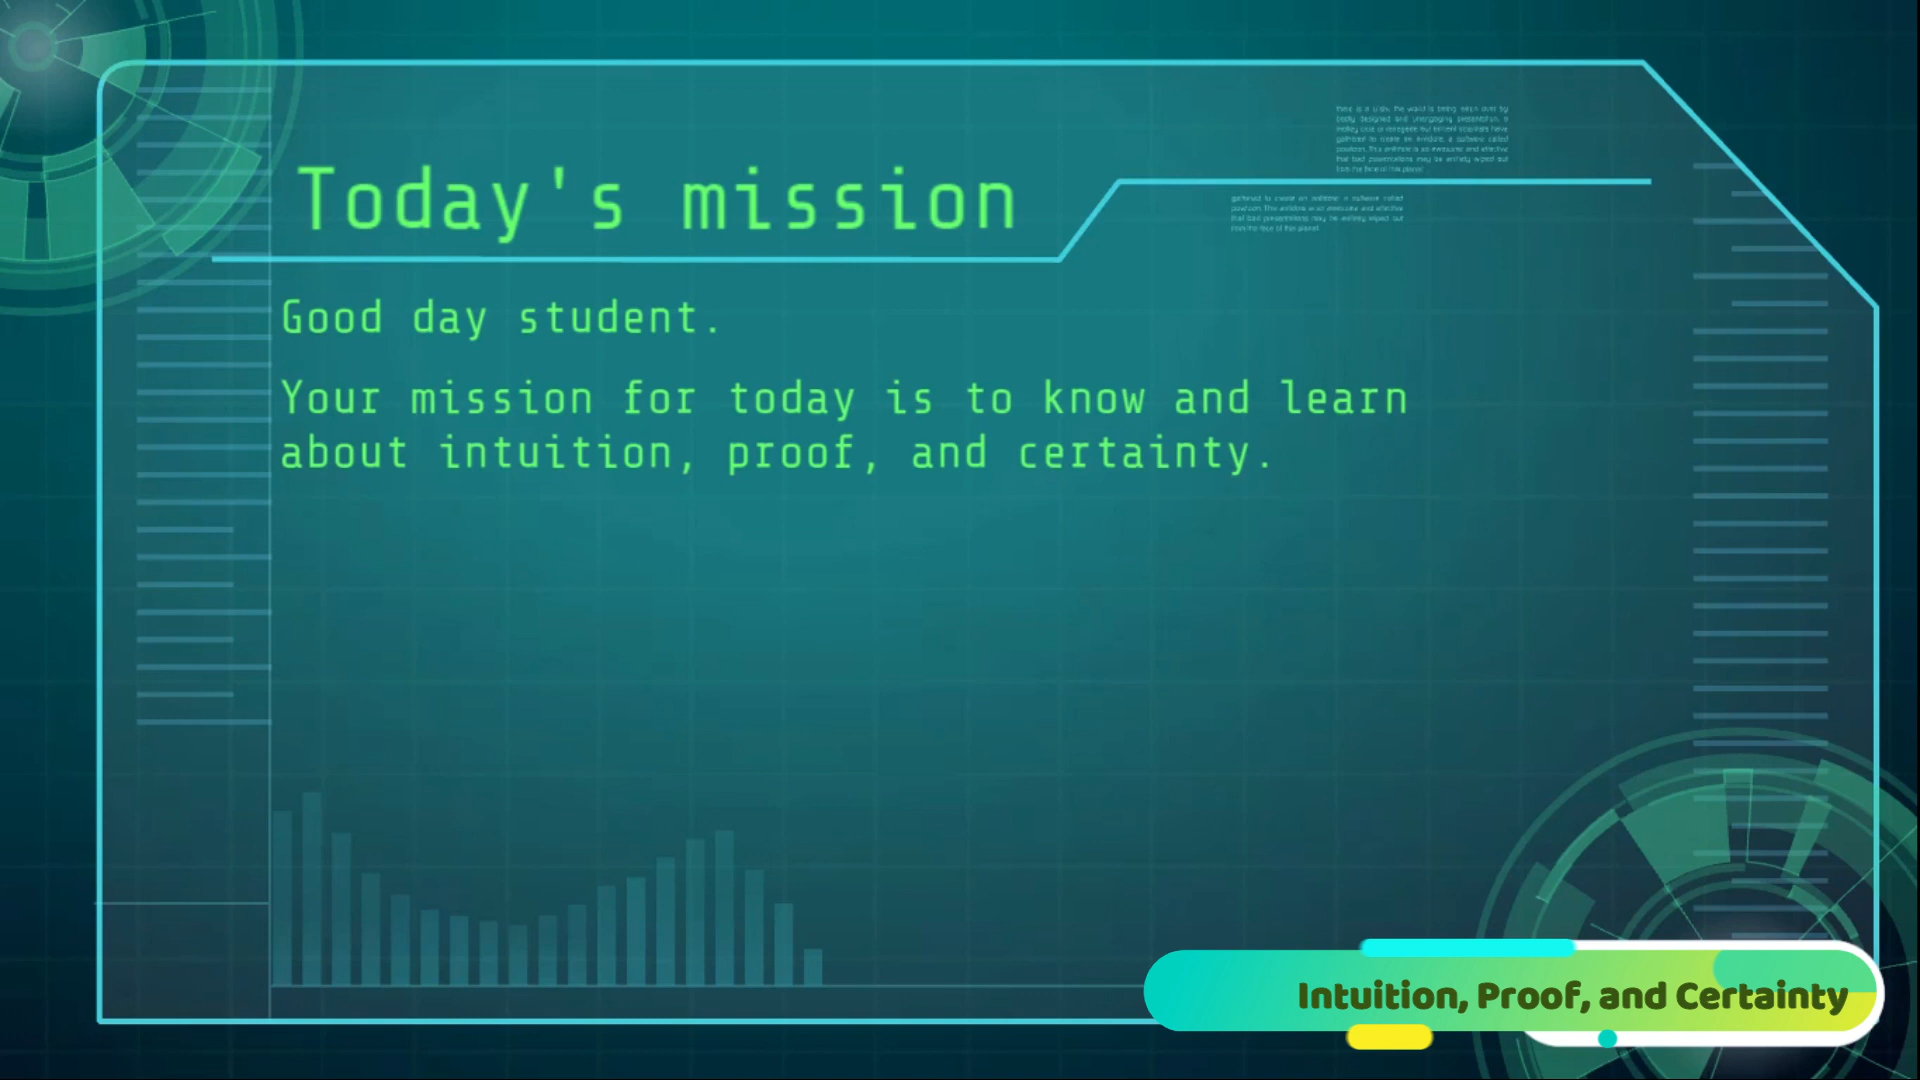 Today's mission
Good day student.
Your mission for today is to know and learn
about intuition, proof, and certainty.
Intuition, Proof, and Certainty